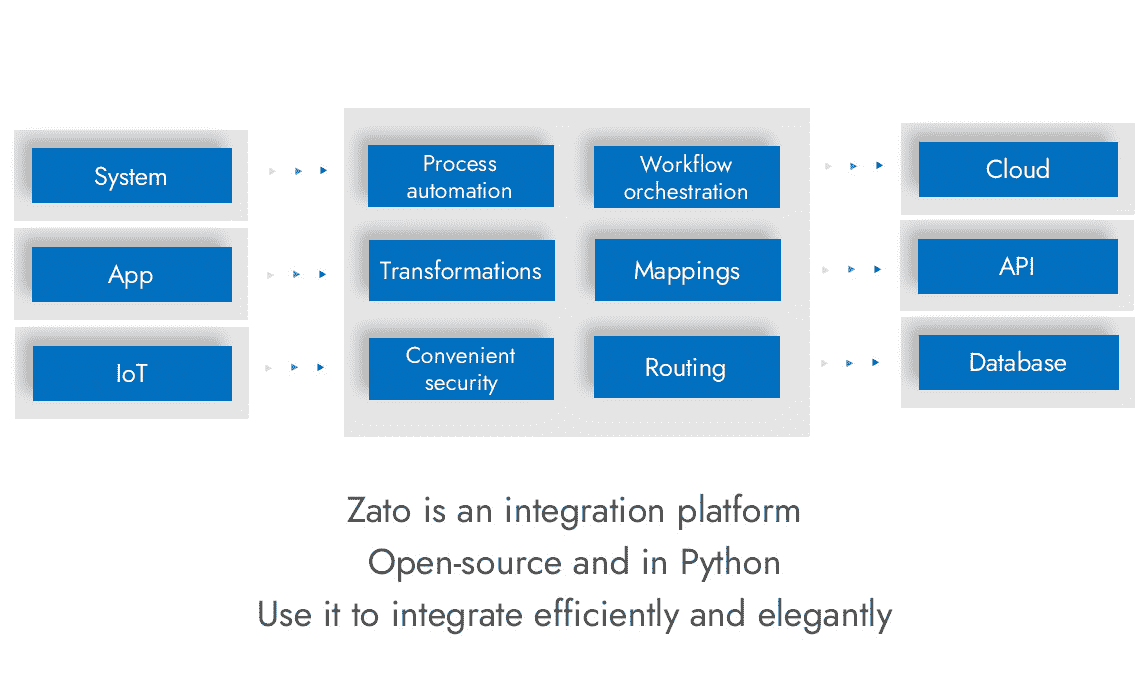 System
App
IoT
Process
automation
Workflow
orchestration
Transformations
Mappings
Convenient
security
Routing
Cloud
API
Database
Zato is an integration platform
Open-source and in Python
Use it to integrate efficiently and elegantly